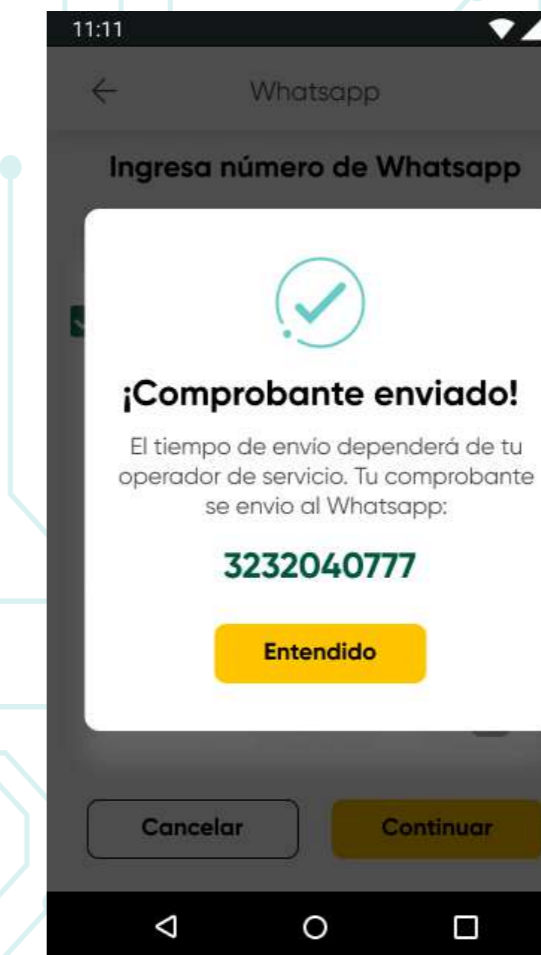 11:11
Whatsapp
Ingresa número de Whatsapp
¡Comprobante enviado!
El tiempo de envío dependerá de tu
operador de servicio. Tu comprobante
se envio al Whatsapp:
3232040777
Entendido
Cancelar
Continuar